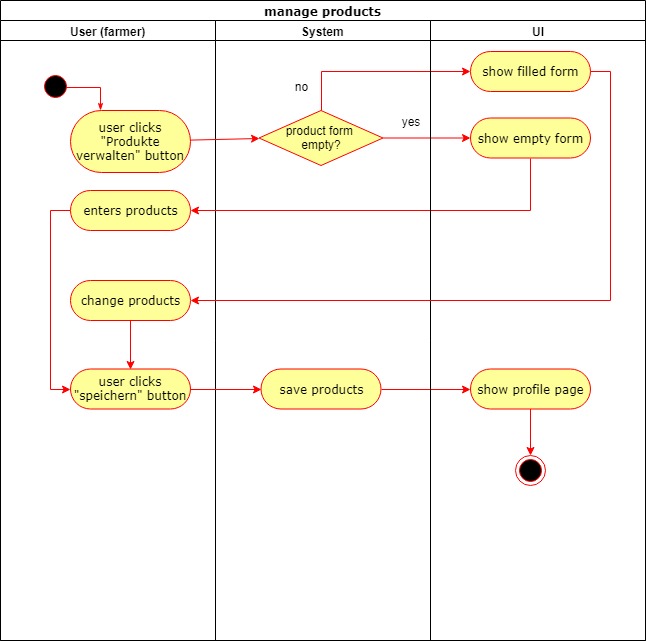 manage products
User (farmer)
System
UI
no
show filled form
user clicks
"Produkte
verwalten" button
product form
empty?
yes
show empty form
enters products
change products
user clicks
"speichern" button
save products
show profile page